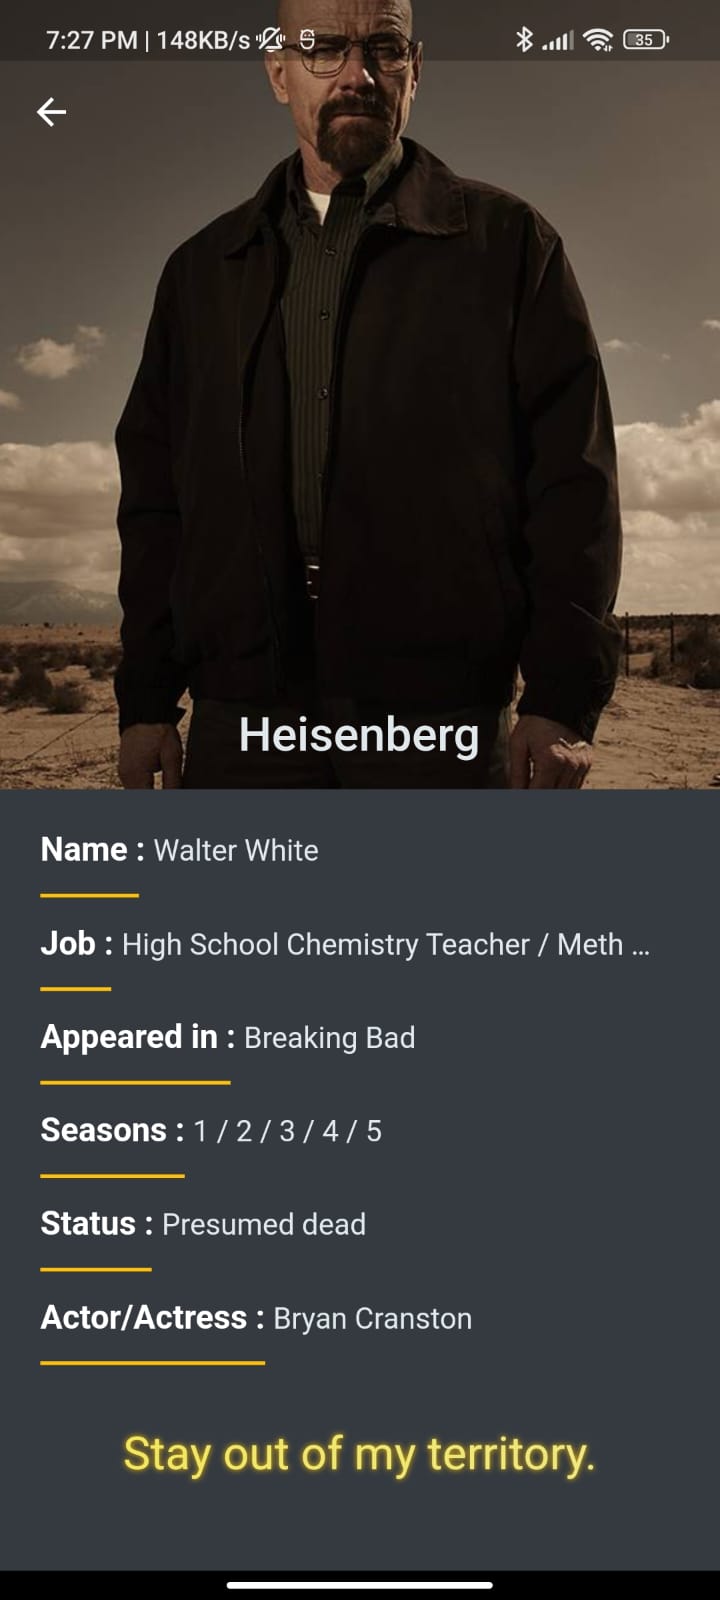 7:27 PM | 148KB/s 35
Heisenberg
Name : Walter White
Job : High School Chemistry Teacher / Meth ...
Appeared in : Breaking Bad
Seasons : 1 / 2 / 3 / 4 / 5
Status : Presumed dead
Actor/Actress : Bryan Cranston
Stay out of my territory.